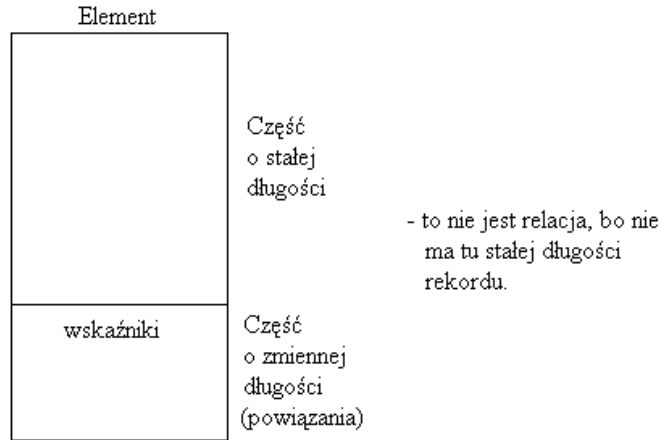 Element
Część
o stałej
długości
- to nie jest relacja, bo nie
ma tu stałej długości
rekordu.
wskaźniki
Część
o zmiennej
długości
(powiązania)